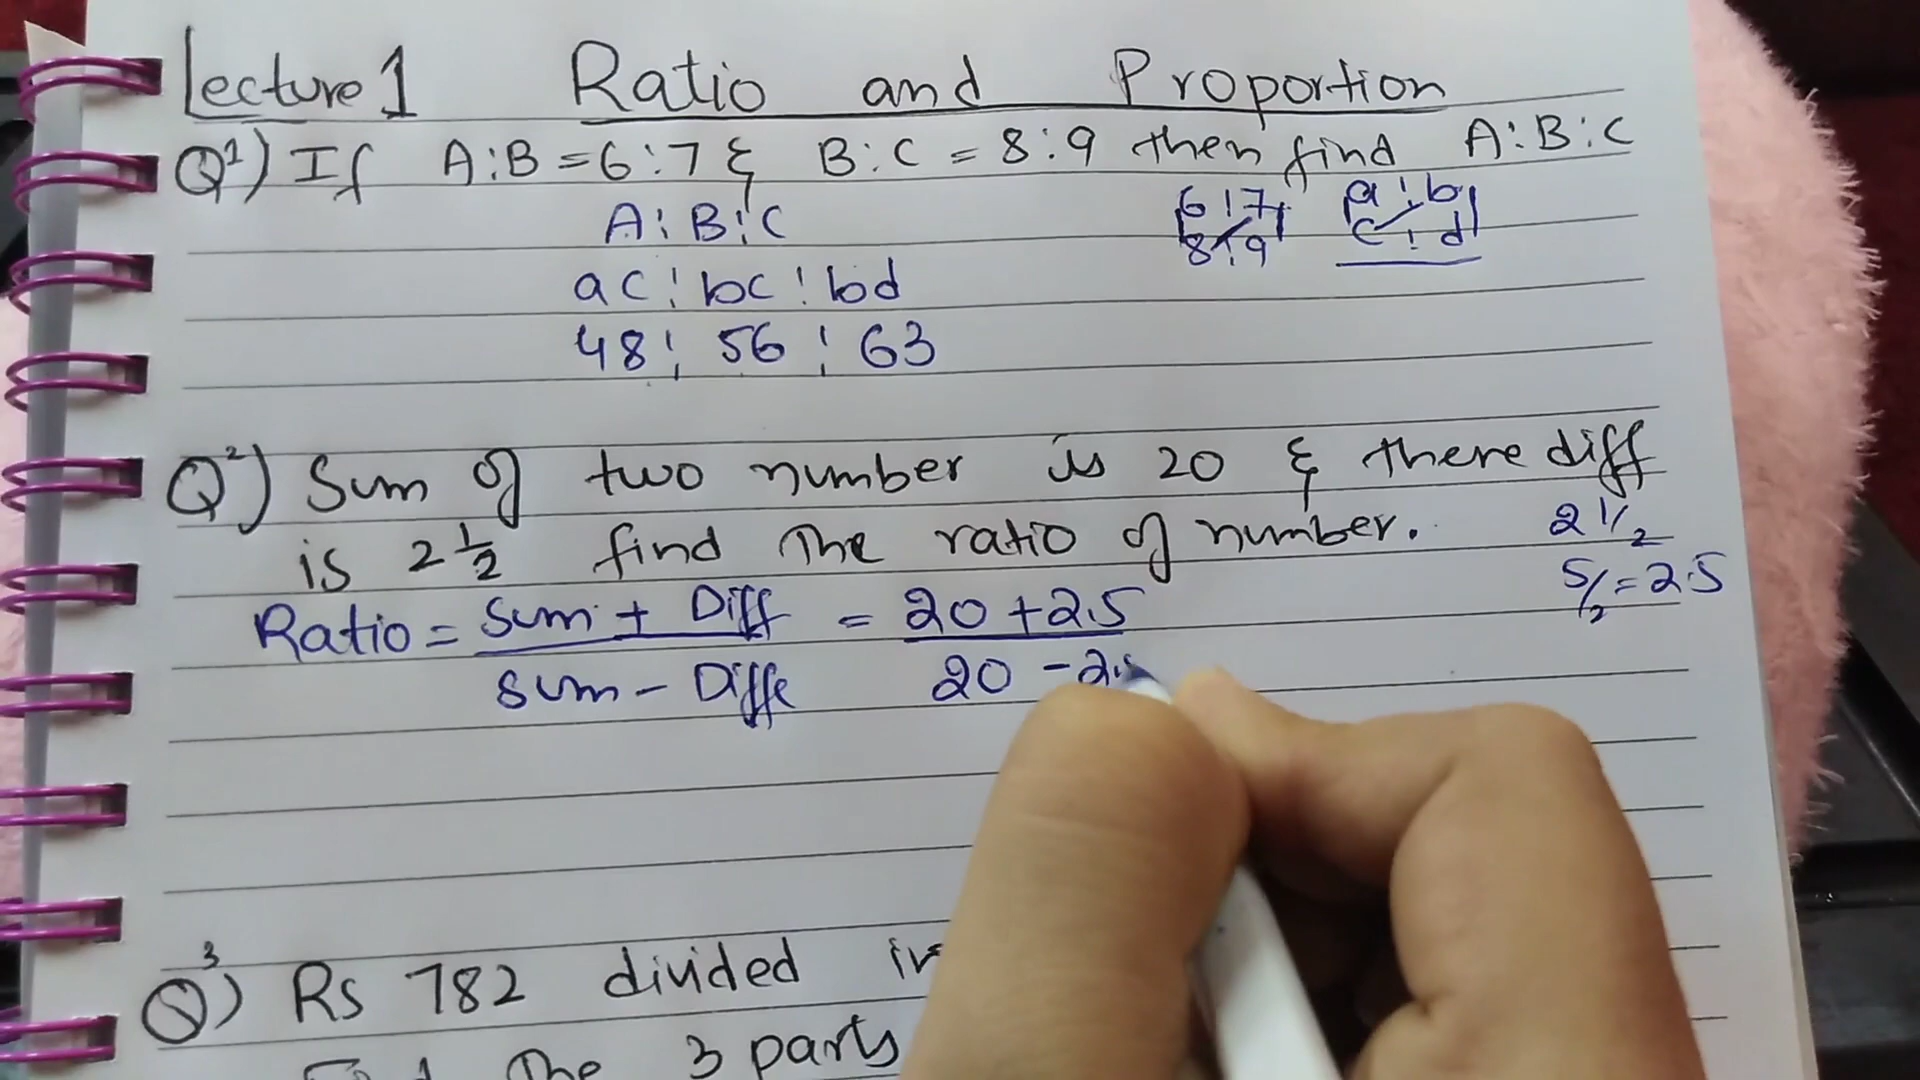 Lecture 1 Ratio and Proportion
Q1) If A:B = 6:7 & B:C = 8:9 then find A:B:C
A:B:C
6:7
8:9
a:b
c:d
ac:bc:bd
48:56:63
Q2) Sum of two number is 20 & there diff
is 2 1/2 find the ratio of number.
2 1/2
5/2 = 2.5
Ratio = Sum + Diff / sum - Diffe = 20 + 2.5 / 20 - 2.
Q3) Rs 782 divided
the 3 parts